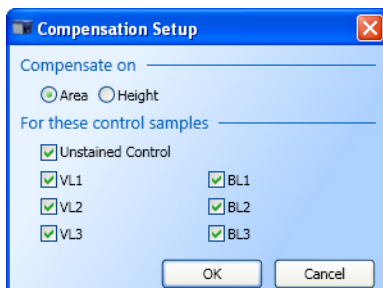 Compensation Setup
Compensate on
Area Height
For these control samples
Unstained Control
VL1 BL1
VL2 BL2
VL3 BL3
OK Cancel